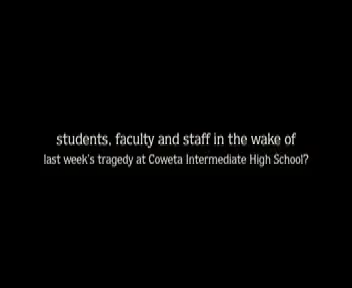 students, faculty and staff in the wake of
last week's tragedy at Coweta Intermediate High School?